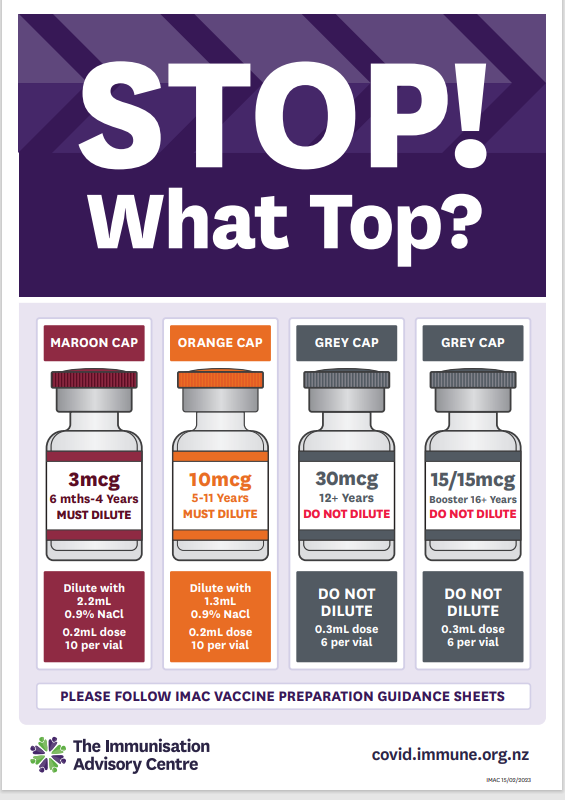 STOP!
What Top?
MAROON CAP
3mcg
6 mths-4 Years
MUST DILUTE
Dilute with
2.2mL
0.9% NaCl
0.2mL dose
10 per vial
ORANGE CAP
10mcg
5-11 Years
MUST DILUTE
Dilute with
1.3mL
0.9% NaCl
0.2mL dose
10 per vial
GREY CAP
30mcg
12+ Years
DO NOT DILUTE
DO NOT
DILUTE
0.3mL dose
6 per vial
GREY CAP
15/15mcg
Booster 16+ Years
DO NOT DILUTE
DO NOT
DILUTE
0.3mL dose
6 per vial
PLEASE FOLLOW IMAC VACCINE PREPARATION GUIDANCE SHEETS
The Immunisation
Advisory Centre
covid.immune.org.nz
IMAC 15/02/2023